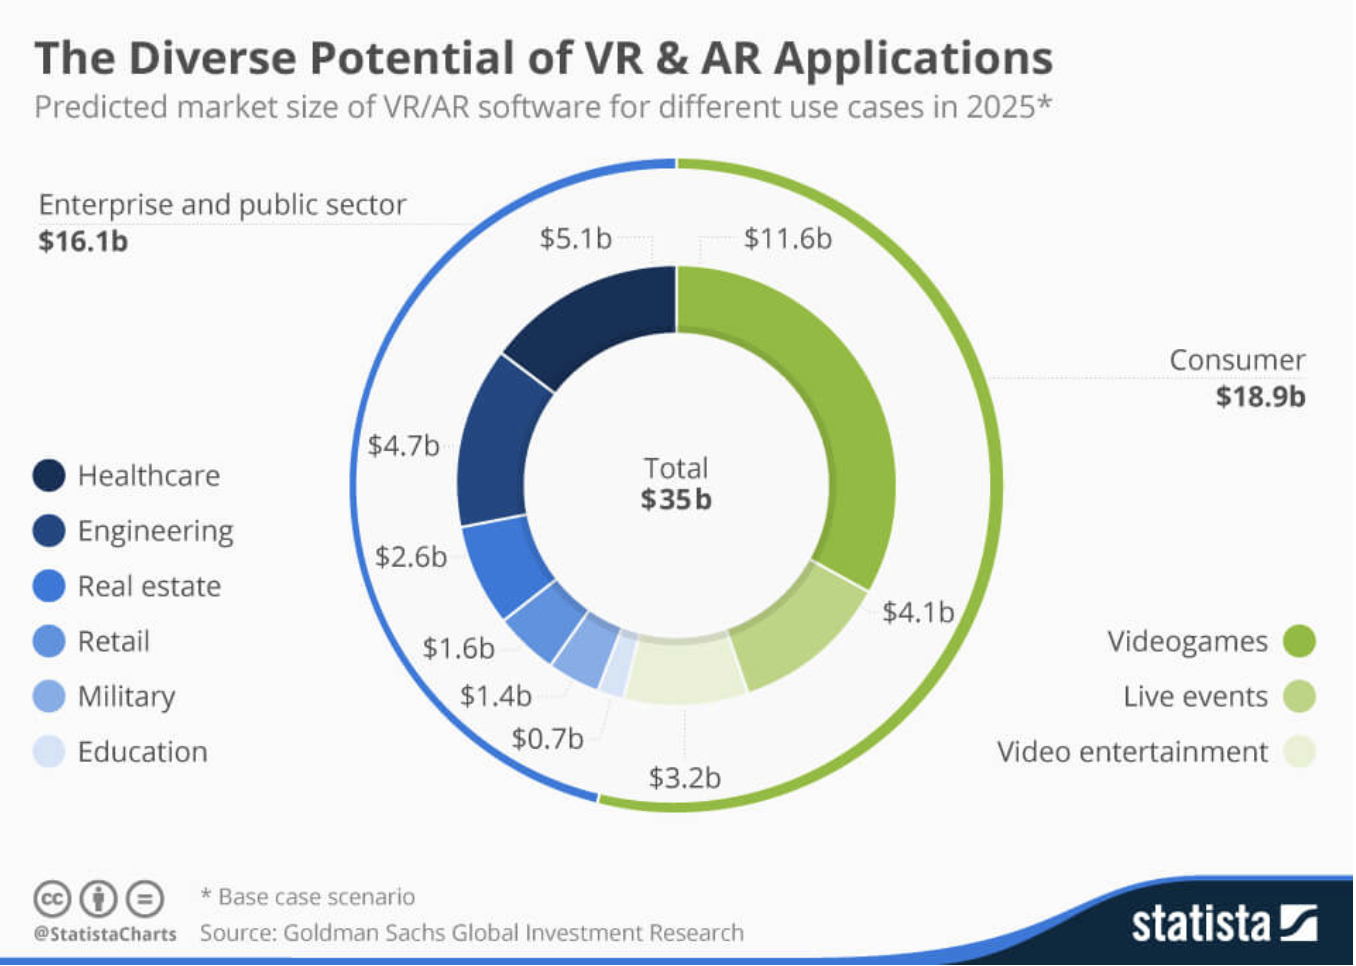 The Diverse Potential of VR & AR Applications
Predicted market size of VR/AR software for different use cases in 2025*
Enterprise and public sector
$16.1b
$5.1b
$11.6b
Consumer
$18.9b
$4.7b
Total
$35b
Healthcare
Engineering
Real estate
Retail
Military
Education
$2.6b
$1.6b
$1.4b
$0.7b
$3.2b
$4.1b
Videogames
Live events
Video entertainment
cc
=
@StatistaCharts
* Base case scenario
Source: Goldman Sachs Global Investment Research
statista